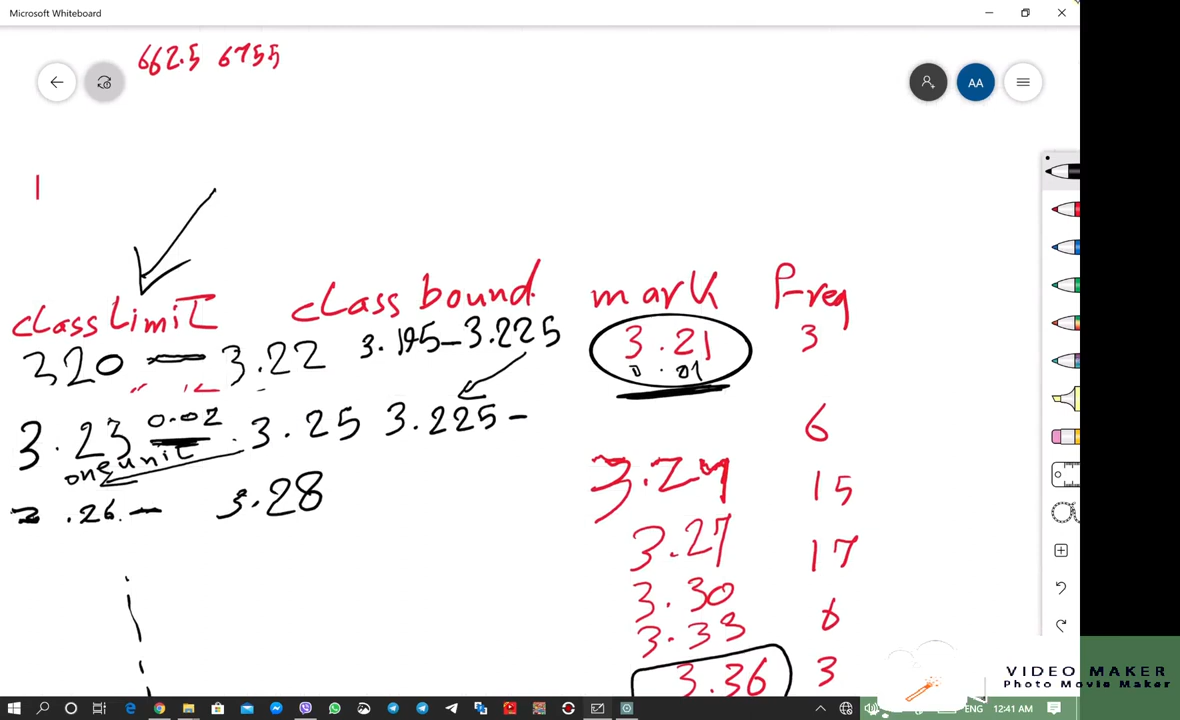 Microsoft Whiteboard
662.5 6755
AA
1
class Limit class bound mark Freq
320 — 3.22 3.195–3.225 3.21 3
0.01
3.23 0.02 3.25 3.225 – 6
one unit
3.24 15
.26. – 3.28
3.27 17
3.30 6
3.33
3.36 3
VIDEO MAKER
Photo Movie Maker
ENG 12:41 AM